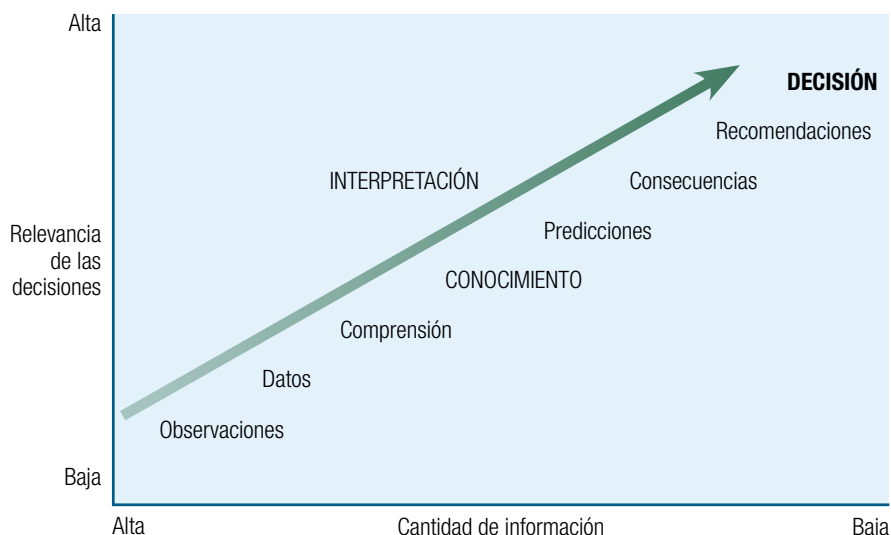 Alta
DECISIÓN
Recomendaciones
INTERPRETACIÓN
Consecuencias
Predicciones
Relevancia
de las
decisiones
CONOCIMIENTO
Comprensión
Datos
Observaciones
Baja
Alta
Cantidad de información
Baja